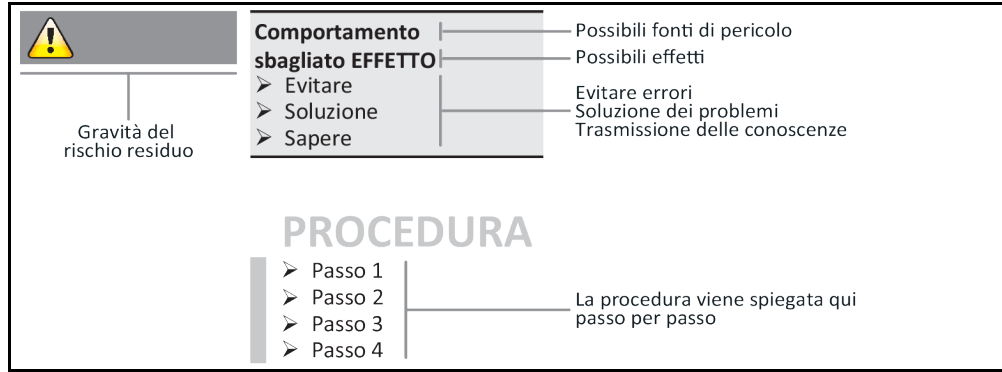 Comportamento
sbagliato EFFETTO
➢ Evitare
➢ Soluzione
➢ Sapere
Possibili fonti di pericolo
Possibili effetti
Evitare errori
Soluzione dei problemi
Trasmissione delle conoscenze
Gravità del
rischio residuo
PROCEDURA
➢ Passo 1
➢ Passo 2
➢ Passo 3
➢ Passo 4
La procedura viene spiegata qui
passo per passo